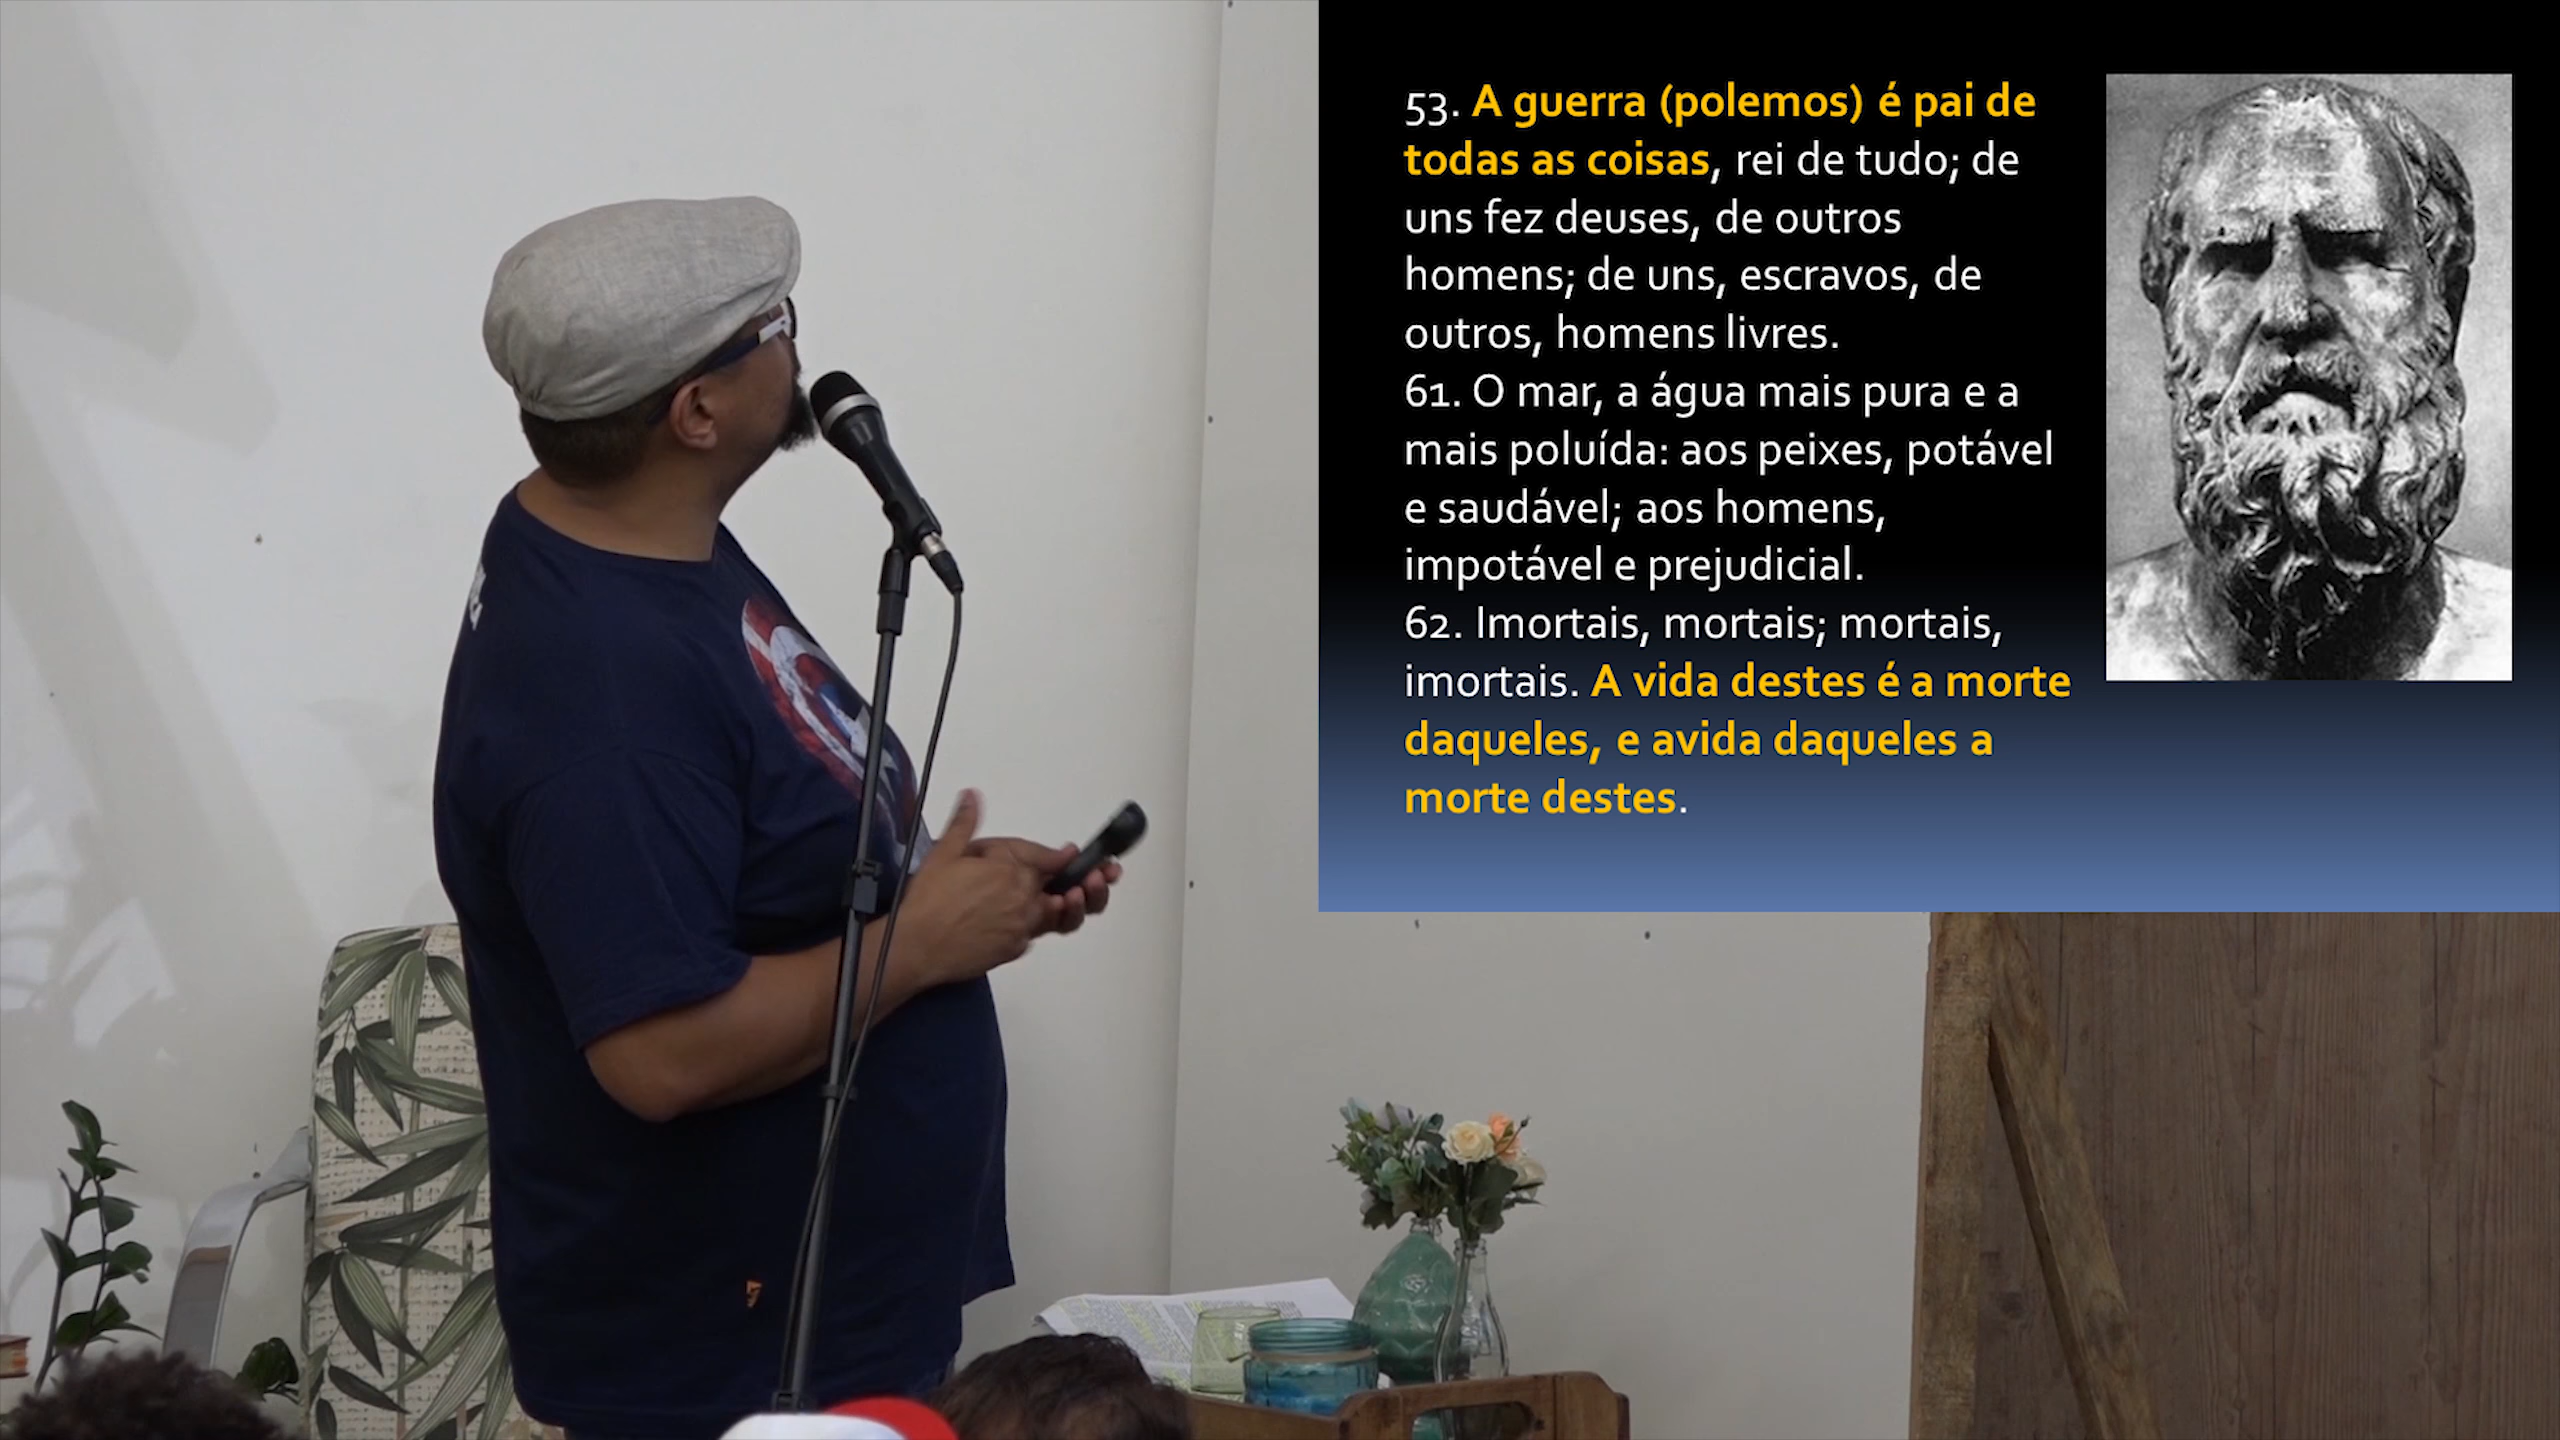 53. A guerra (polemos) é pai de
todas as coisas, rei de tudo; de
uns fez deuses, de outros
homens; de uns, escravos, de
outros, homens livres.
61. O mar, a água mais pura e a
mais poluída: aos peixes, potável
e saudável; aos homens,
impotável e prejudicial.
62. Imortais, mortais; mortais,
imortais. A vida destes é a morte
daqueles, e avida daqueles a
morte destes.